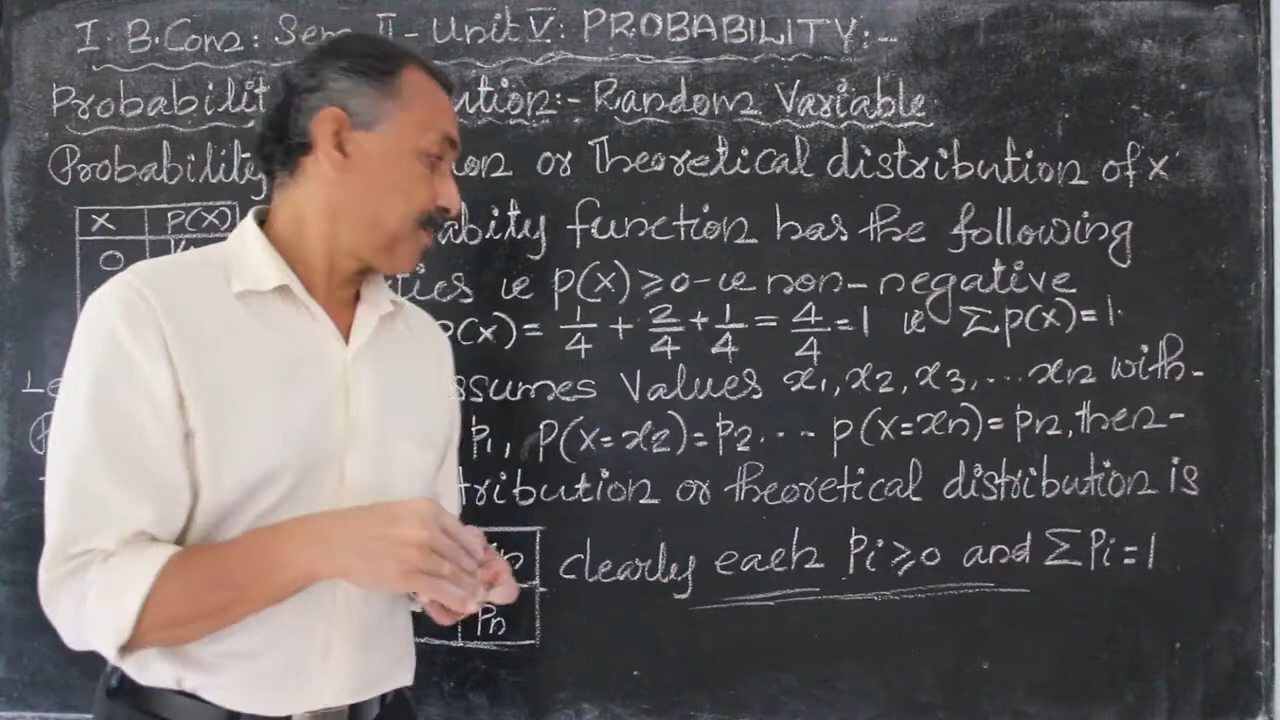 I. B.Com: Sem II - Unit V: PROBABILITY:-
Probabilit ution:- Random Variable
Probability on or Theoretical distribution of x
x P(x) abity function has the following
0 ties ie p(x) ≥ 0 - ie non-negative
p(x) = 1/4 + 2/4 + 1/4 = 4/4 = 1 ie Σp(x) = 1.
Le ssumes Values x1, x2, x3, ... xn with-
p1, p(x=x2)=p2 ... p(x=xn)=pn, then-
tribution or theoretical distribution is
clearly each Pi ≥ 0 and ΣPi = 1
Pn